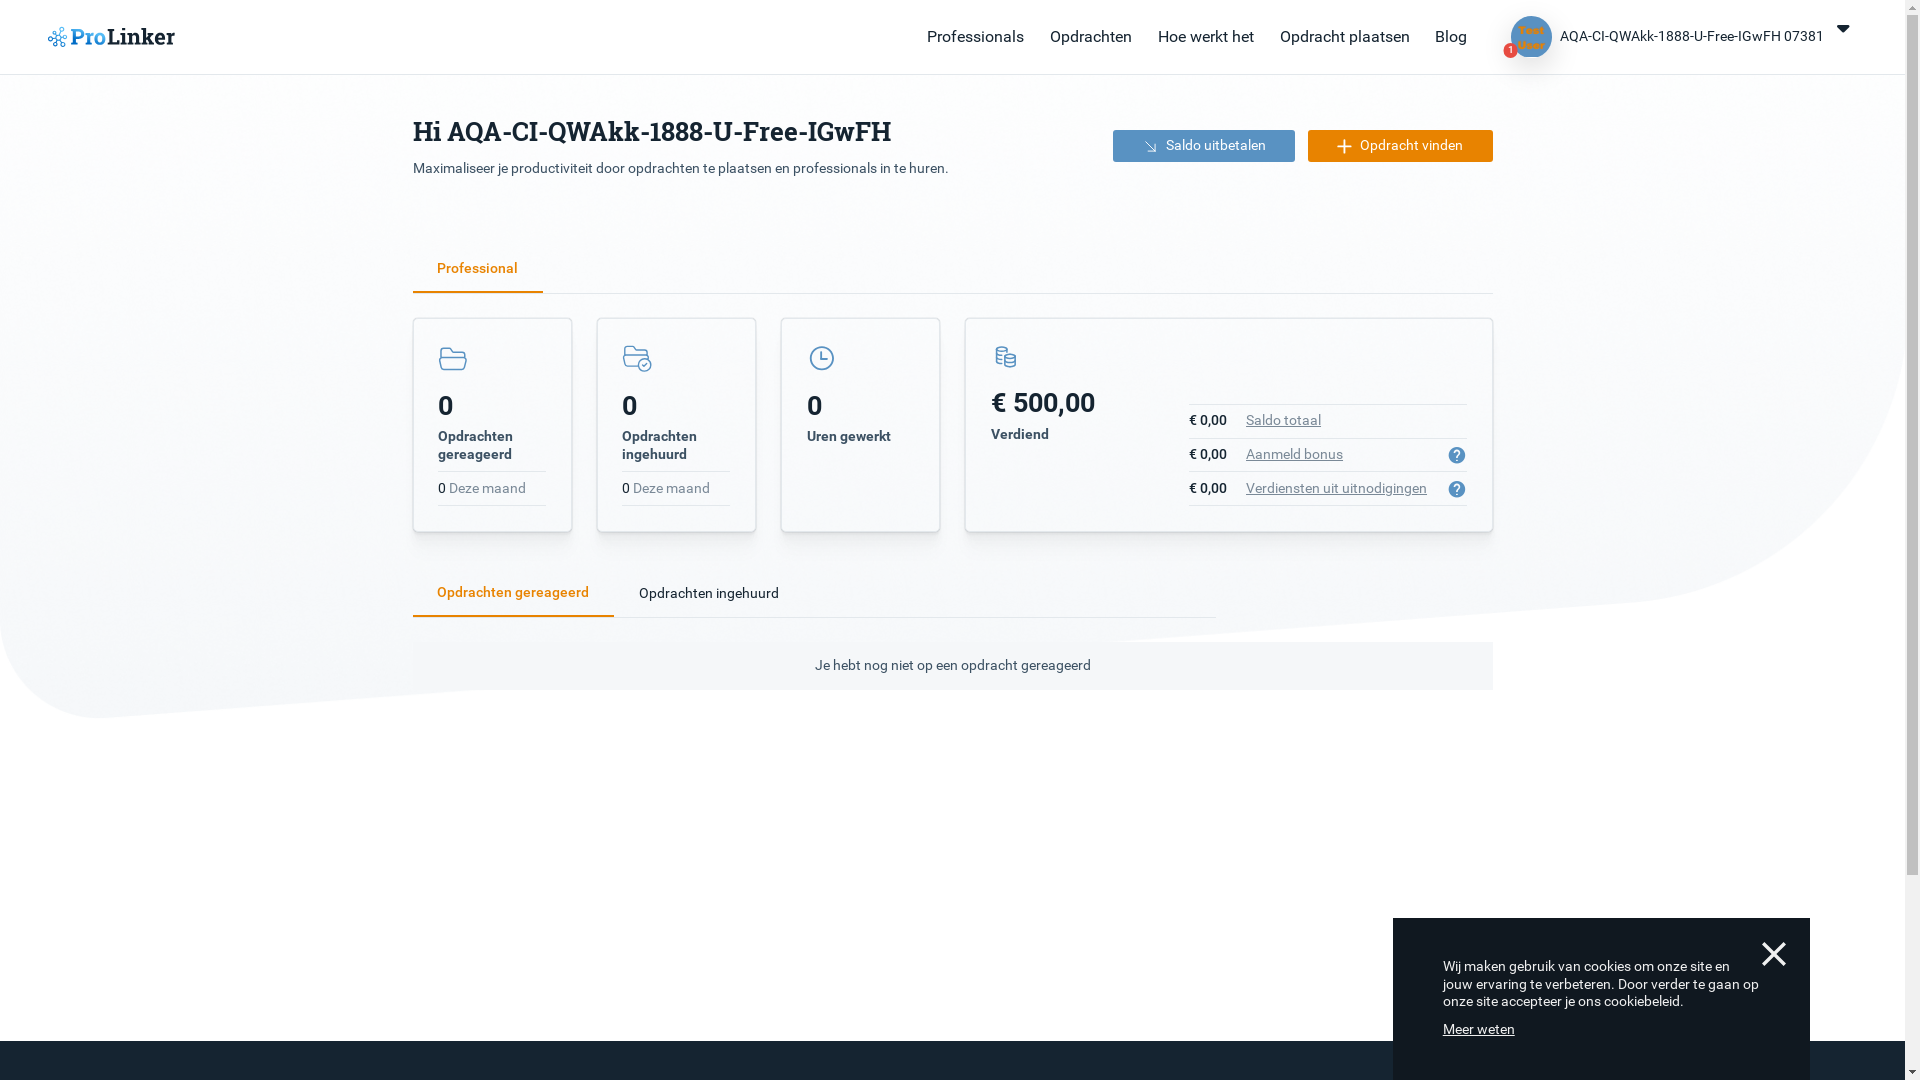 ProLinker
Professionals
Opdrachten
Hoe werkt het
Opdracht plaatsen
Blog
Test
User
1
AQA-CI-QWAkk-1888-U-Free-IGwFH 07381
Hi AQA-CI-QWAkk-1888-U-Free-IGwFH
Maximaliseer je productiviteit door opdrachten te plaatsen en professionals in te huren.
Saldo uitbetalen
Opdracht vinden
Professional
0
Opdrachten
gereageerd
0 Deze maand
0
Opdrachten
ingehuurd
0 Deze maand
0
Uren gewerkt
€ 500,00
Verdiend
€ 0,00 Saldo totaal
€ 0,00 Aanmeld bonus
€ 0,00 Verdiensten uit uitnodigingen
Opdrachten gereageerd
Opdrachten ingehuurd
Je hebt nog niet op een opdracht gereageerd
Wij maken gebruik van cookies om onze site en
jouw ervaring te verbeteren. Door verder te gaan op
onze site accepteer je ons cookiebeleid.
Meer weten